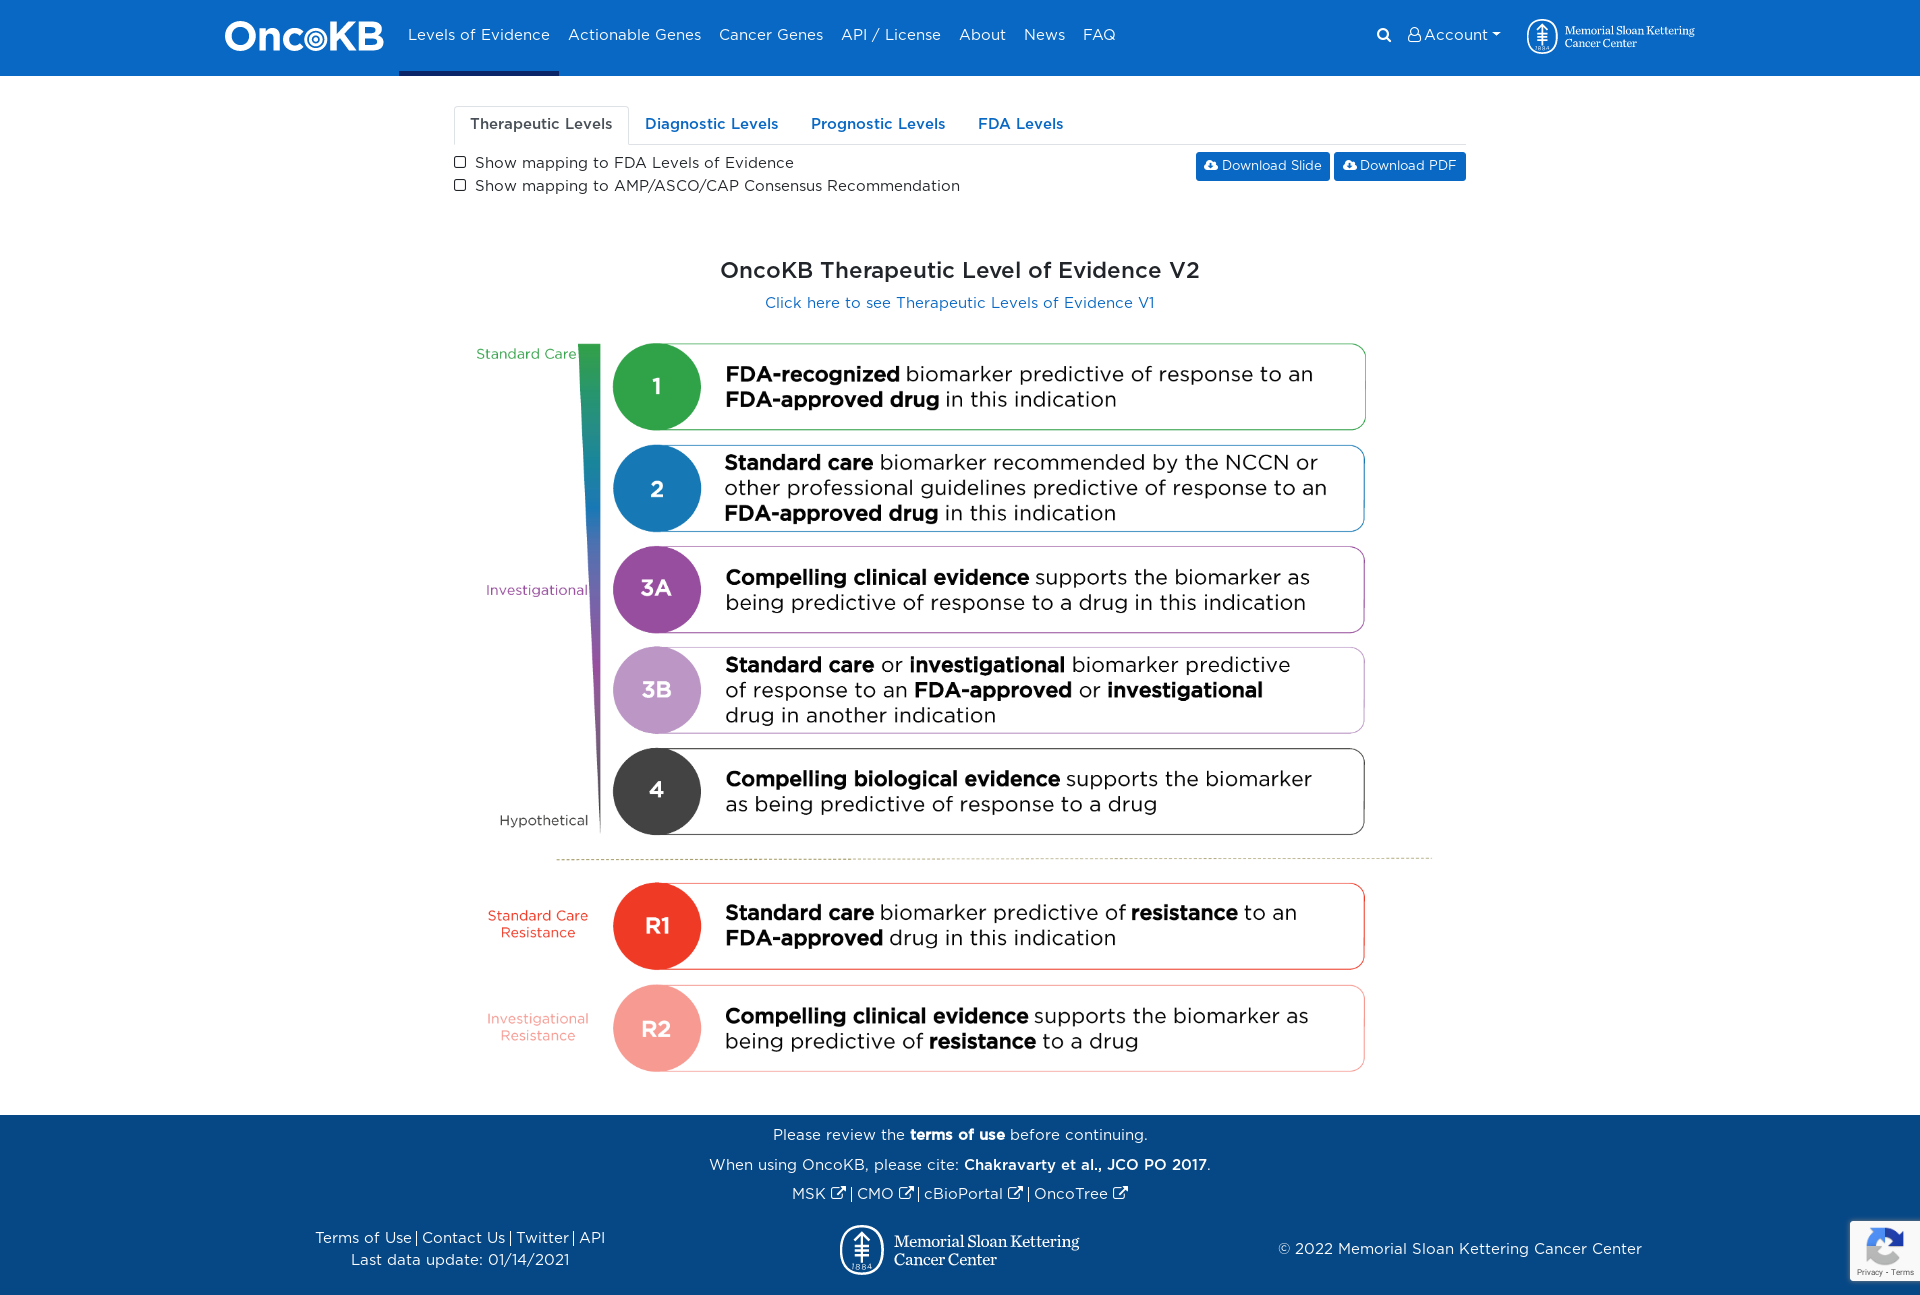 OncoKB
Levels of Evidence
Actionable Genes
Cancer Genes
API / License
About
News
FAQ
Account
Memorial Sloan Kettering
Cancer Center
1884
Therapeutic Levels
Diagnostic Levels
Prognostic Levels
FDA Levels
Show mapping to FDA Levels of Evidence
Show mapping to AMP/ASCO/CAP Consensus Recommendation
Download Slide
Download PDF
OncoKB Therapeutic Level of Evidence V2
Click here to see Therapeutic Levels of Evidence V1
Standard Care
1
FDA-recognized biomarker predictive of response to an
FDA-approved drug in this indication
2
Standard care biomarker recommended by the NCCN or
other professional guidelines predictive of response to an
FDA-approved drug in this indication
Investigational
3A
Compelling clinical evidence supports the biomarker as
being predictive of response to a drug in this indication
3B
Standard care or investigational biomarker predictive
of response to an FDA-approved or investigational
drug in another indication
Hypothetical
4
Compelling biological evidence supports the biomarker
as being predictive of response to a drug
Standard Care
Resistance
R1
Standard care biomarker predictive of resistance to an
FDA-approved drug in this indication
Investigational
Resistance
R2
Compelling clinical evidence supports the biomarker as
being predictive of resistance to a drug
Please review the terms of use before continuing.
When using OncoKB, please cite: Chakravarty et al., JCO PO 2017.
MSK | CMO | cBioPortal | OncoTree
Terms of Use | Contact Us | Twitter | API
Last data update: 01/14/2021
Memorial Sloan Kettering
Cancer Center
1884
© 2022 Memorial Sloan Kettering Cancer Center
Privacy - Terms